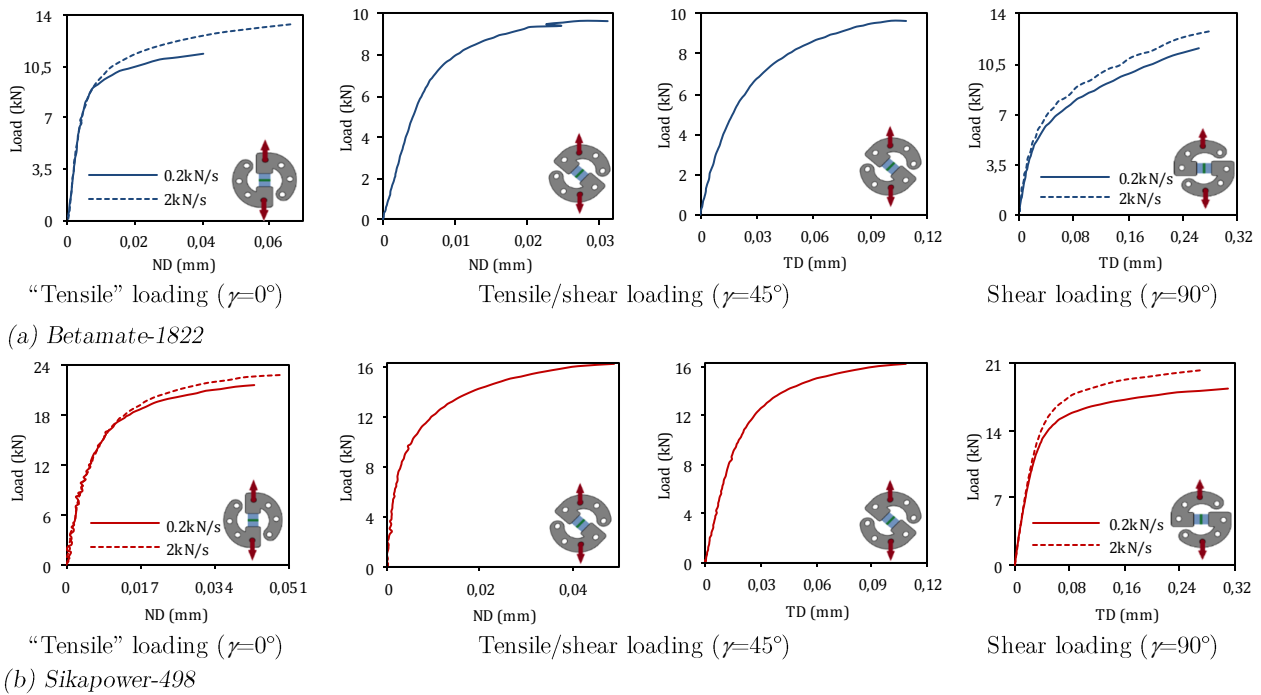 14
10,5
7
3,5
0
Load (kN)
0.2kN/s
2kN/s
0 0,02 0,04 0,06
ND (mm)
10
8
6
4
2
0
Load (kN)
0 0,01 0,02 0,03
ND (mm)
10
8
6
4
2
0
Load (kN)
0 0,03 0,06 0,09 0,12
TD (mm)
14
10,5
7
3,5
0
Load (kN)
0.2kN/s
2kN/s
0 0,08 0,16 0,24 0,32
TD (mm)
“Tensile” loading (γ=0°) Tensile/shear loading (γ=45°) Shear loading (γ=90°)
(a) Betamate-1822
24
18
12
6
0
Load (kN)
0.2kN/s
2kN/s
0 0,017 0,034 0,051
ND (mm)
16
12
8
4
0
Load (kN)
0 0,02 0,04
ND (mm)
16
12
8
4
0
Load (kN)
0 0,03 0,06 0,09 0,12
TD (mm)
21
14
7
0
Load (kN)
0.2kN/s
2kN/s
0 0,08 0,16 0,24 0,32
TD (mm)
“Tensile” loading (γ=0°) Tensile/shear loading (γ=45°) Shear loading (γ=90°)
(b) Sikapower-498